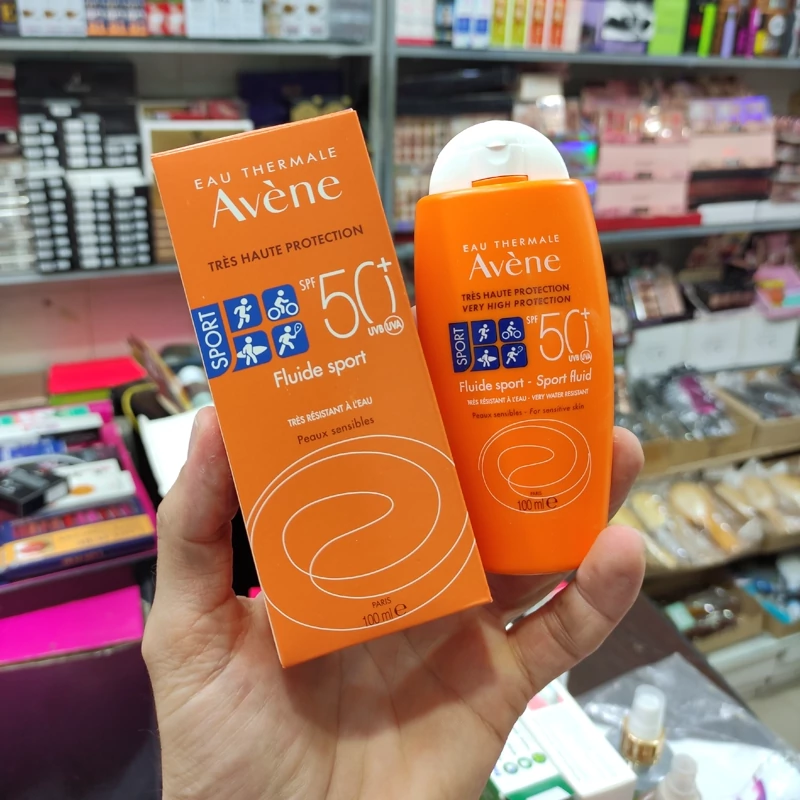 EAU THERMALE
Avène
TRÈS HAUTE PROTECTION
SPORT
SPF 50+
UVB UVA
Fluide sport
TRÈS RÉSISTANT À L'EAU
Peaux sensibles
PARIS
100 ml e
EAU THERMALE
Avène
TRÈS HAUTE PROTECTION
VERY HIGH PROTECTION
SPORT
SPF 50+
UVB UVA
Fluide sport - Sport fluid
TRÈS RÉSISTANT À L'EAU - VERY WATER RESISTANT
Peaux sensibles - For sensitive skin
PARIS
100 ml e